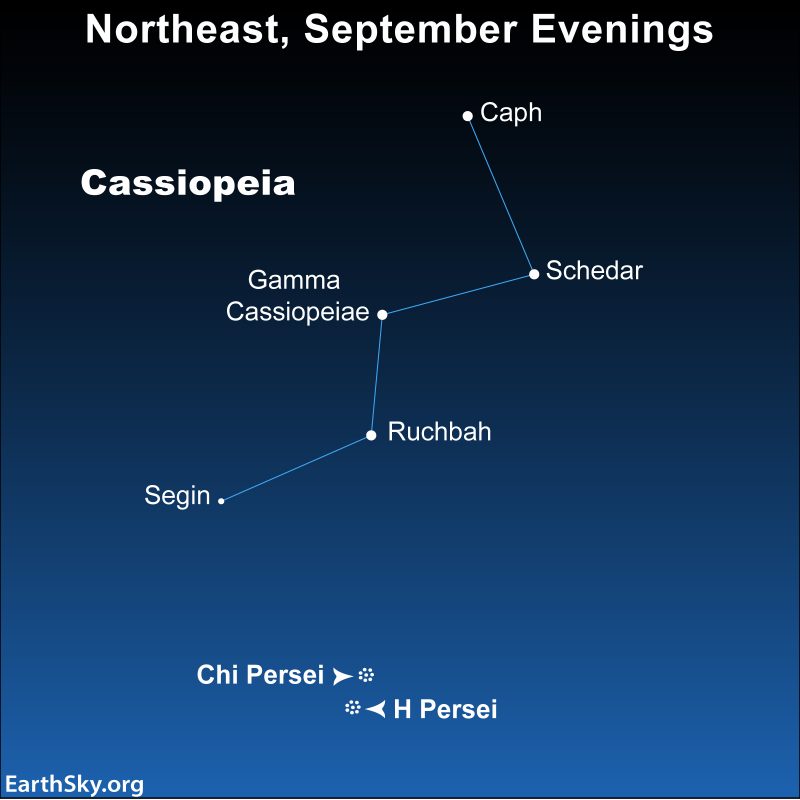 Northeast, September Evenings
Caph
Cassiopeia
Schedar
Gamma
Cassiopeiae
Ruchbah
Segin
Chi Persei
H Persei
EarthSky.org